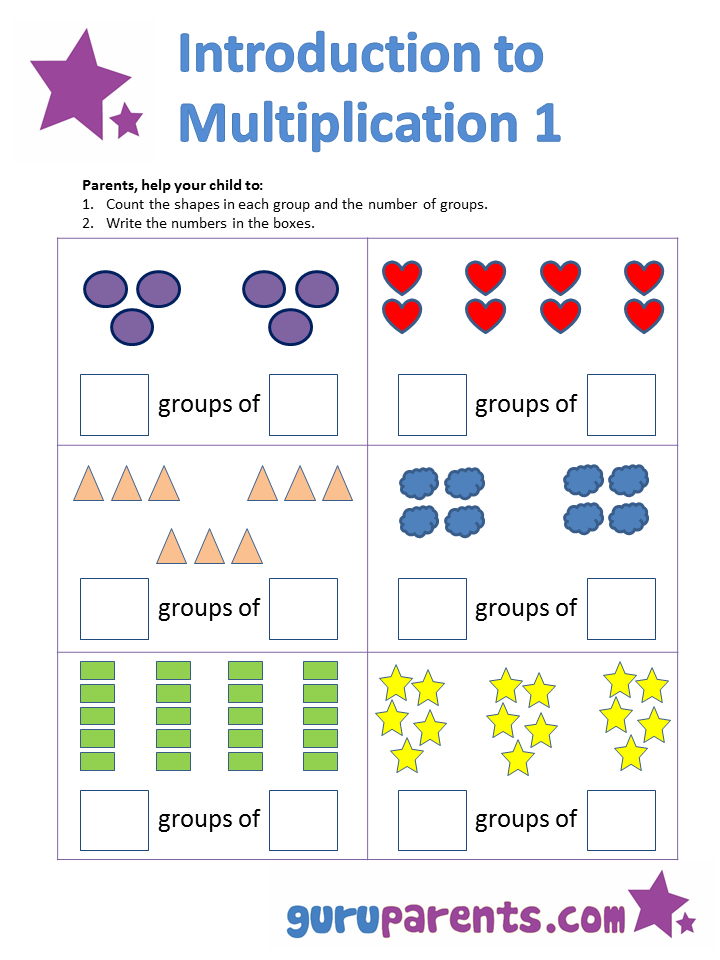 Introduction to
Multiplication 1
Parents, help your child to:
1. Count the shapes in each group and the number of groups.
2. Write the numbers in the boxes.
groups of
groups of
groups of
groups of
groups of
groups of
guruparents.com